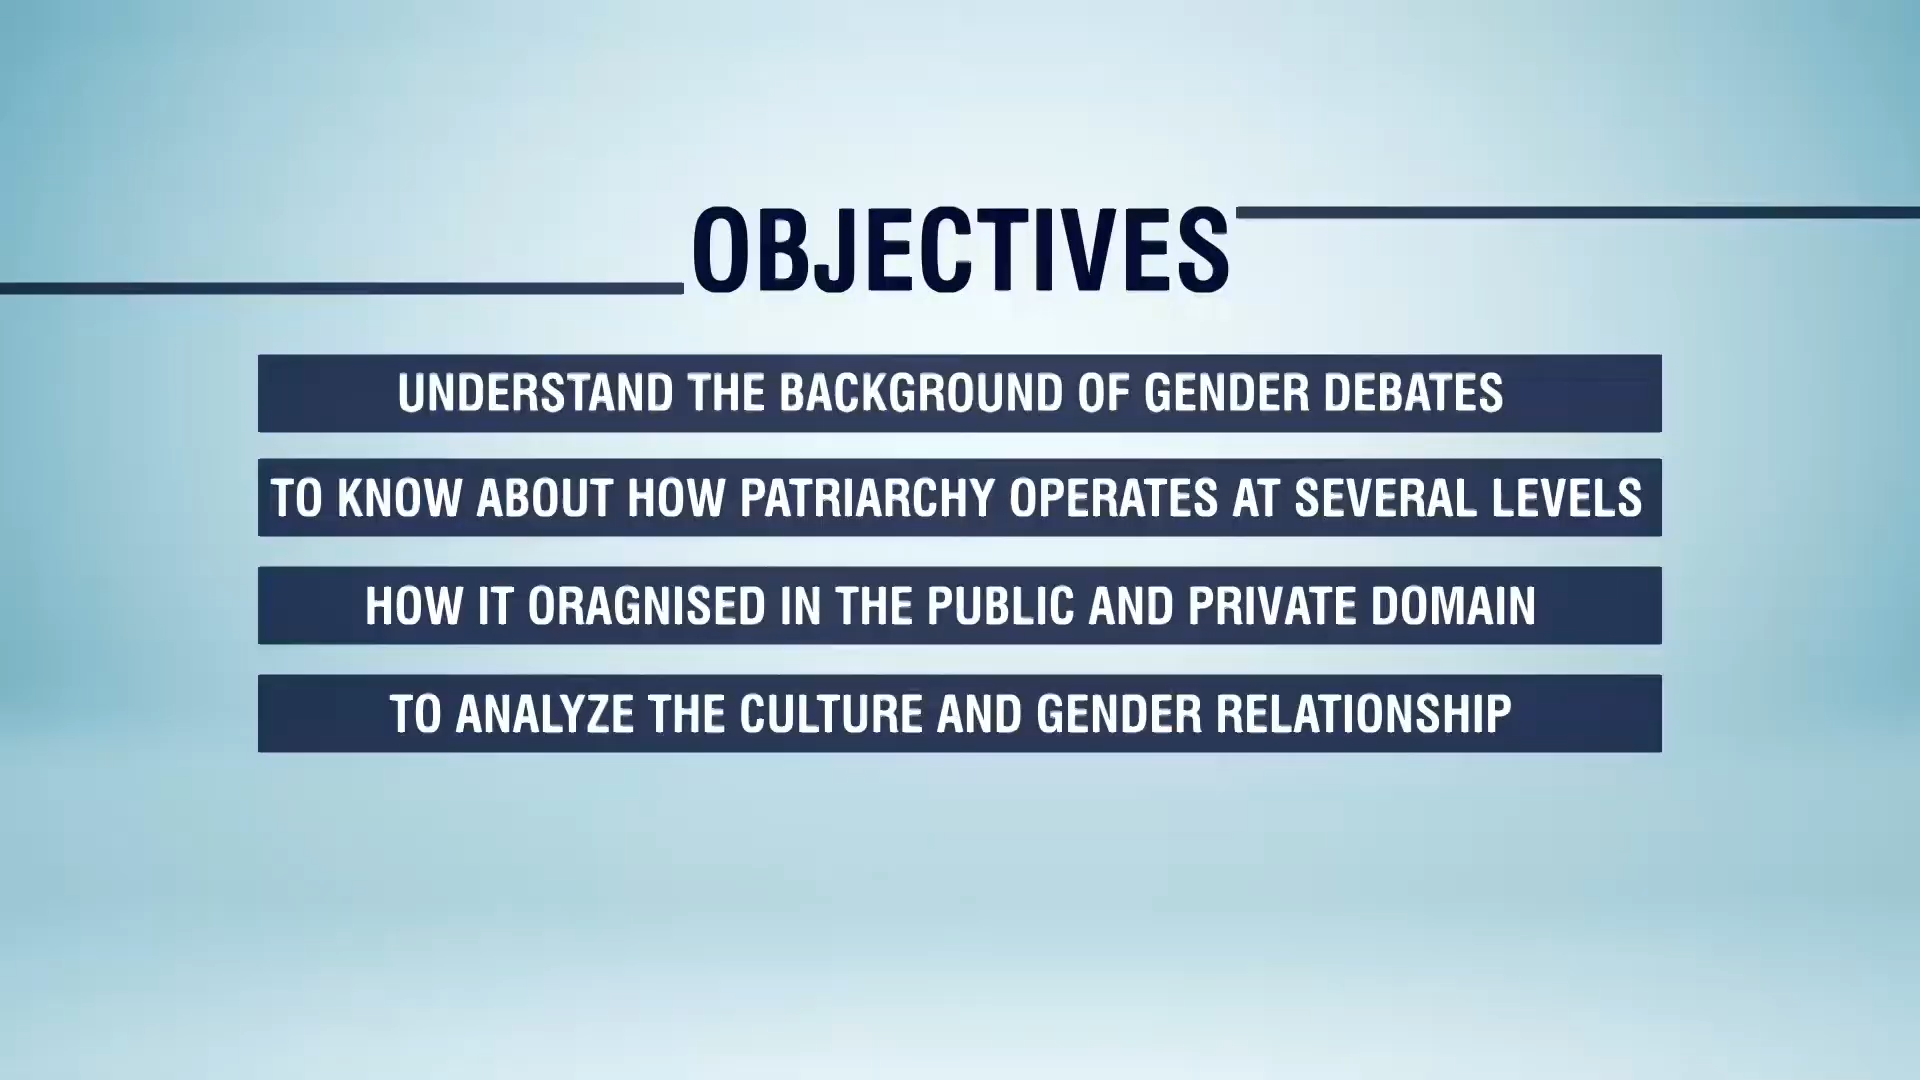 OBJECTIVES
UNDERSTAND THE BACKGROUND OF GENDER DEBATES
TO KNOW ABOUT HOW PATRIARCHY OPERATES AT SEVERAL LEVELS
HOW IT ORAGNISED IN THE PUBLIC AND PRIVATE DOMAIN
TO ANALYZE THE CULTURE AND GENDER RELATIONSHIP